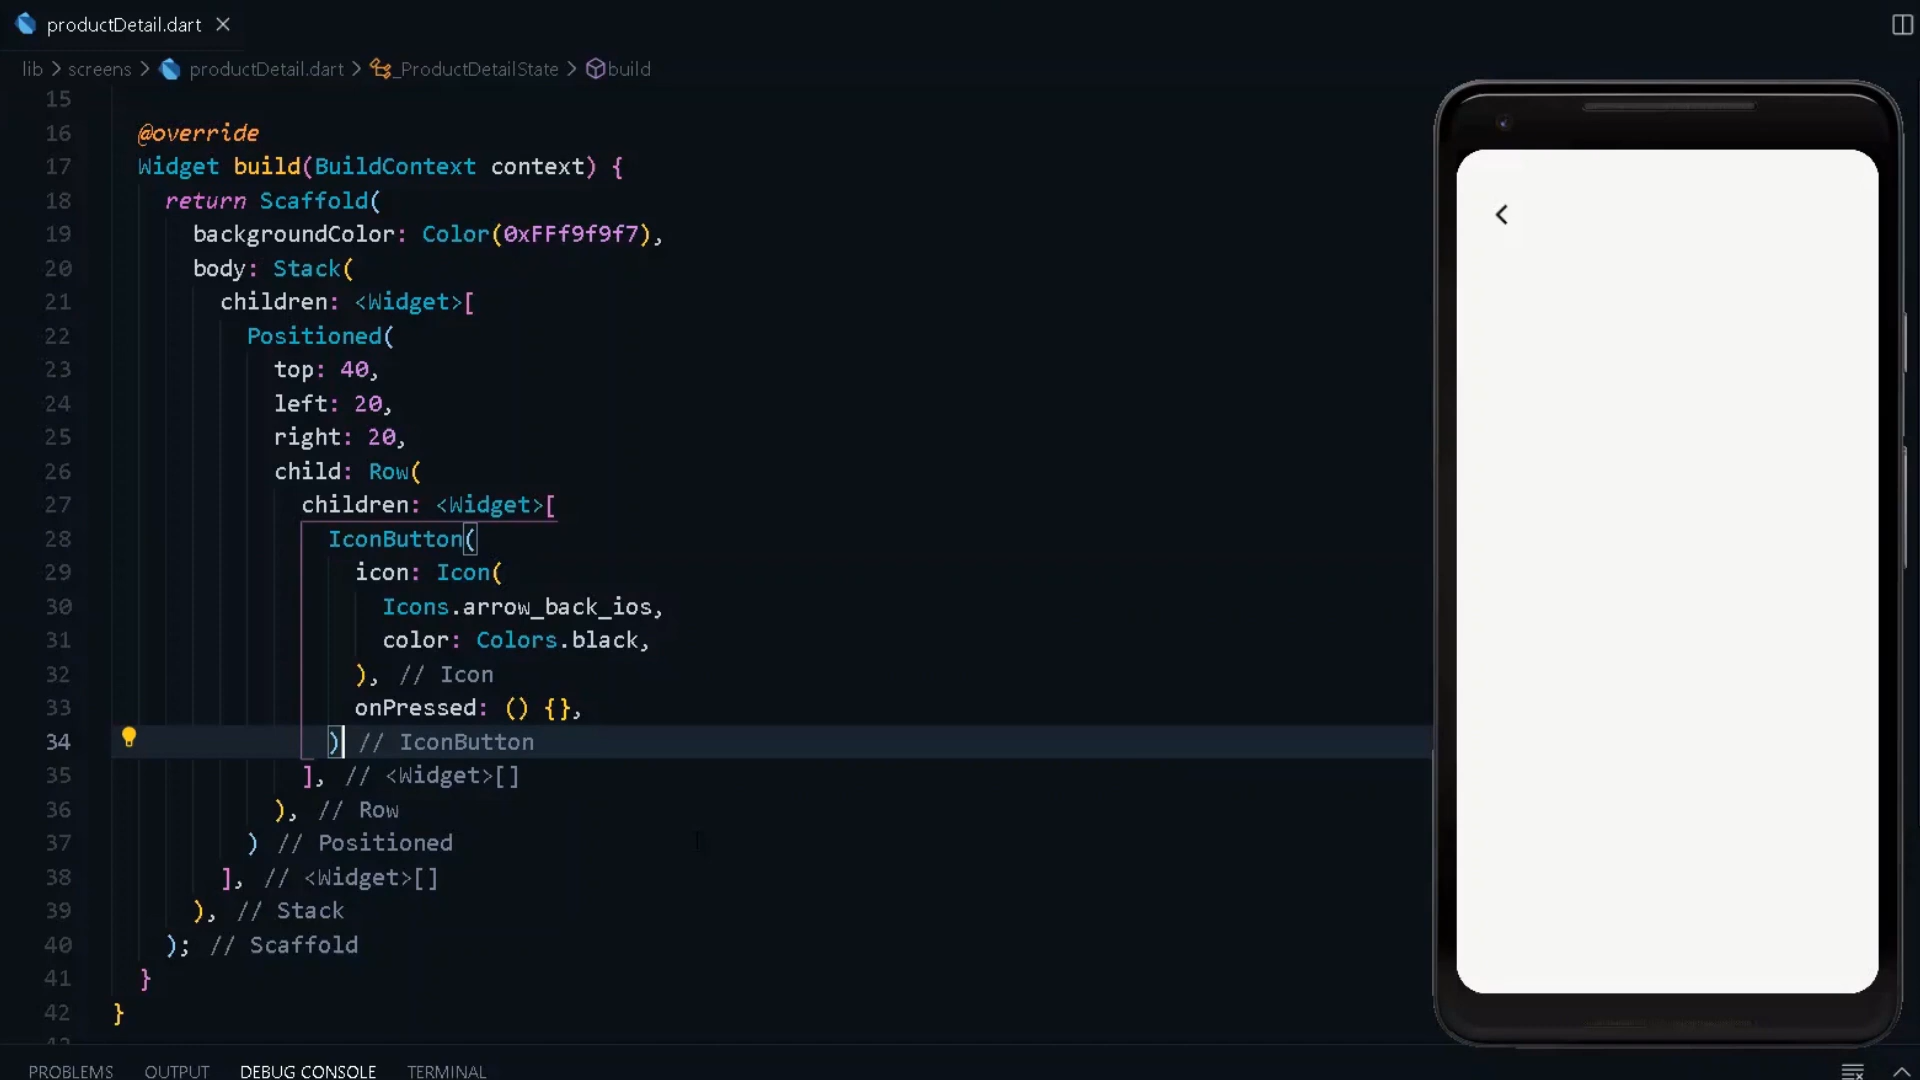 productDetail.dart
lib > screens > productDetail.dart > _ProductDetailState > build
15
16 @override
17 Widget build(BuildContext context) {
18 return Scaffold(
19 backgroundColor: Color(0xFFf9f9f7),
20 body: Stack(
21 children: <Widget>[
22 Positioned(
23 top: 40,
24 left: 20,
25 right: 20,
26 child: Row(
27 children: <Widget>[
28 IconButton(
29 icon: Icon(
30 Icons.arrow_back_ios,
31 color: Colors.black,
32 ), // Icon
33 onPressed: () {},
34 ) // IconButton
35 ], // <Widget>[]
36 ), // Row
37 ) // Positioned
38 ], // <Widget>[]
39 ), // Stack
40 ); // Scaffold
41 }
42 }
PROBLEMS OUTPUT DEBUG CONSOLE TERMINAL